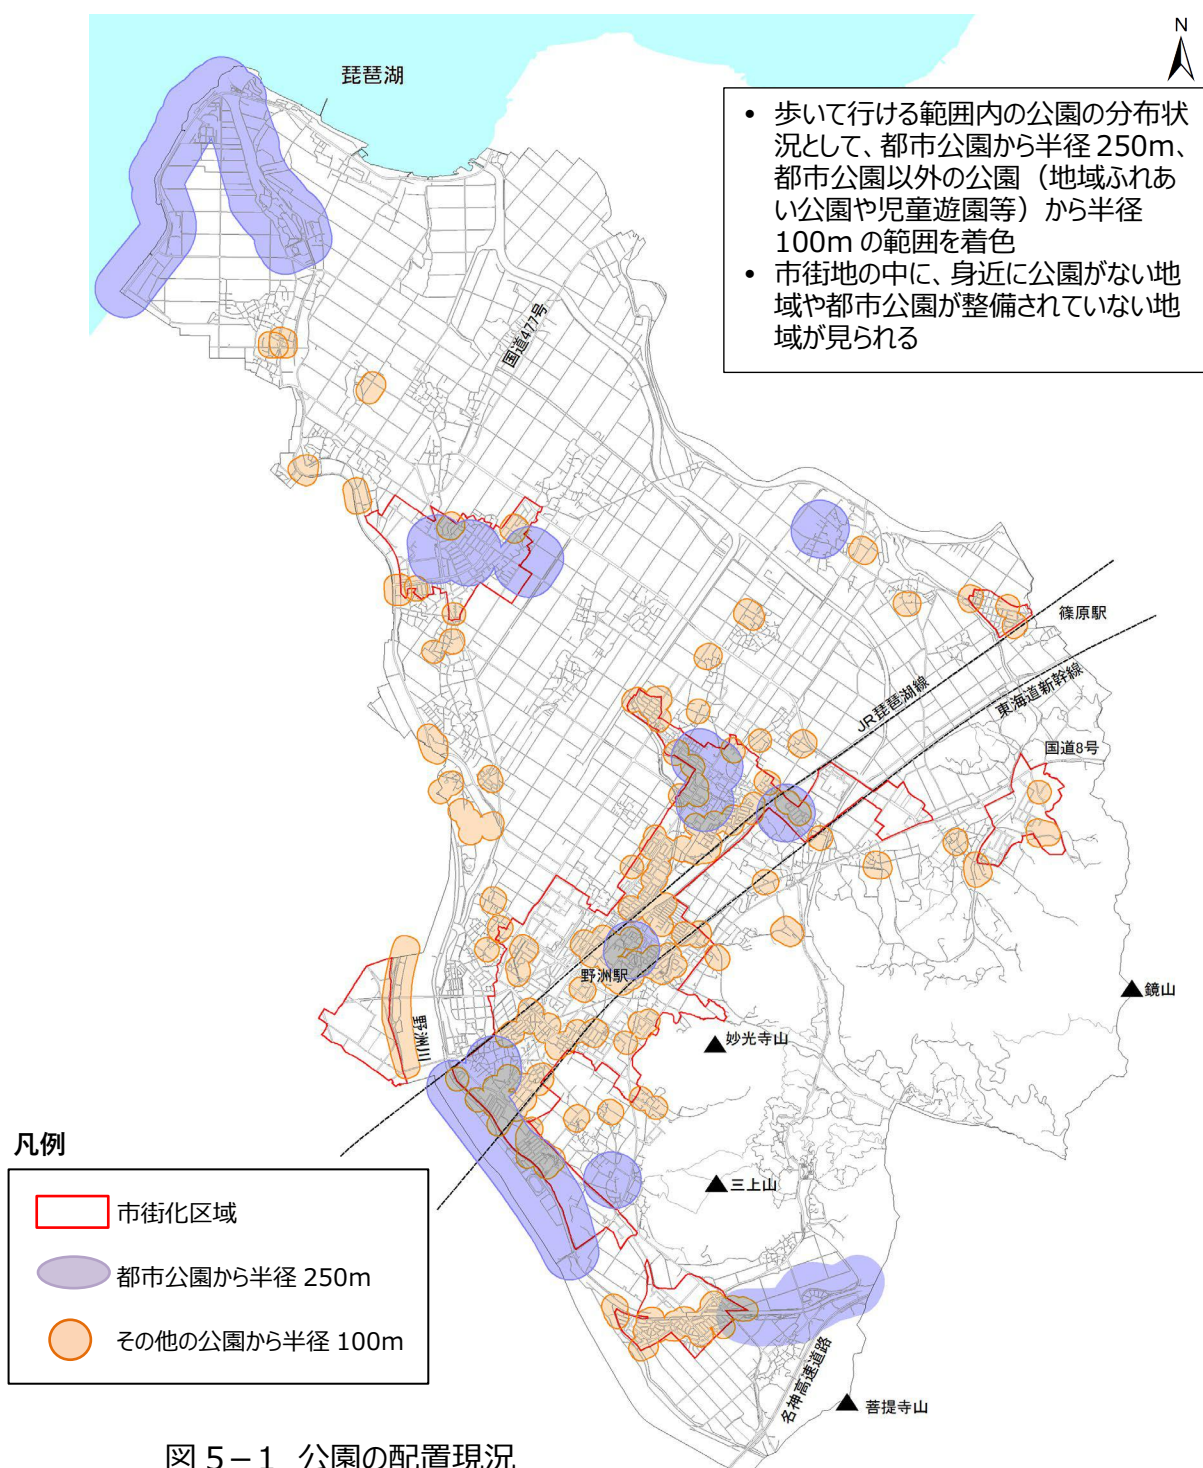 N
琵琶湖
• 歩いて行ける範囲内の公園の分布状
況として、都市公園から半径 250m、
都市公園以外の公園（地域ふれあ
い公園や児童遊園等）から半径
100m の範囲を着色
• 市街地の中に、身近に公園がない地
域や都市公園が整備されていない地
域が見られる
国道477号
篠原駅
JR琵琶湖線
東海道新幹線
国道8号
野洲駅
野洲川
鏡山
妙光寺山
三上山
名神高速道路
菩提寺山
凡例
市街化区域
都市公園から半径 250m
その他の公園から半径 100m
図 5－1 公園の配置現況